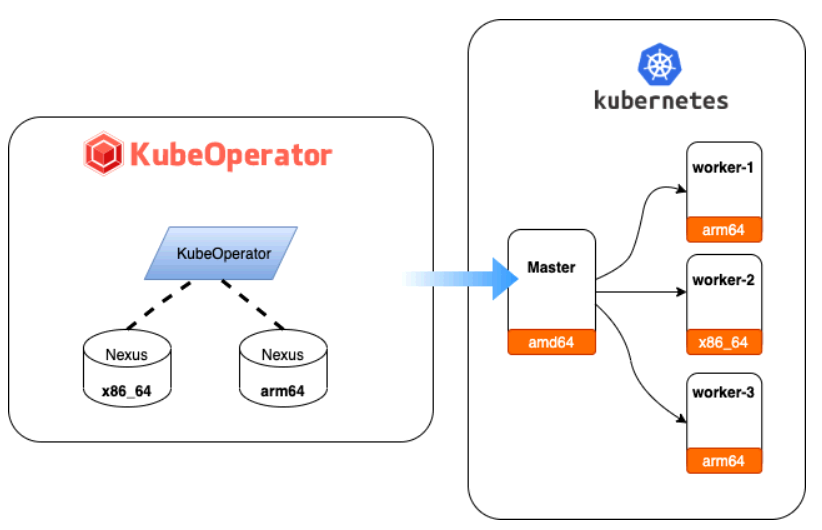 KubeOperator
KubeOperator
Nexus
x86_64
Nexus
arm64
kubernetes
Master
amd64
worker-1
arm64
worker-2
x86_64
worker-3
arm64